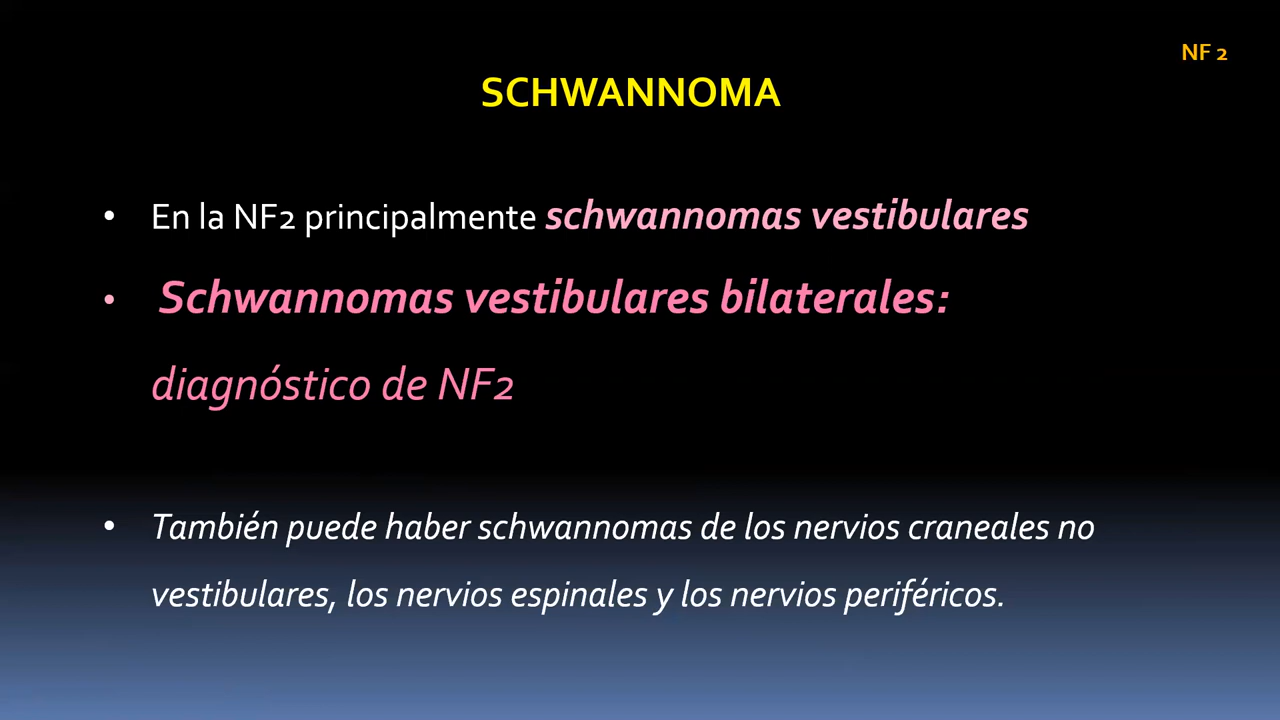 NF 2
SCHWANNOMA
• En la NF2 principalmente schwannomas vestibulares
• Schwannomas vestibulares bilaterales:
diagnóstico de NF2
• También puede haber schwannomas de los nervios craneales no
vestibulares, los nervios espinales y los nervios periféricos.